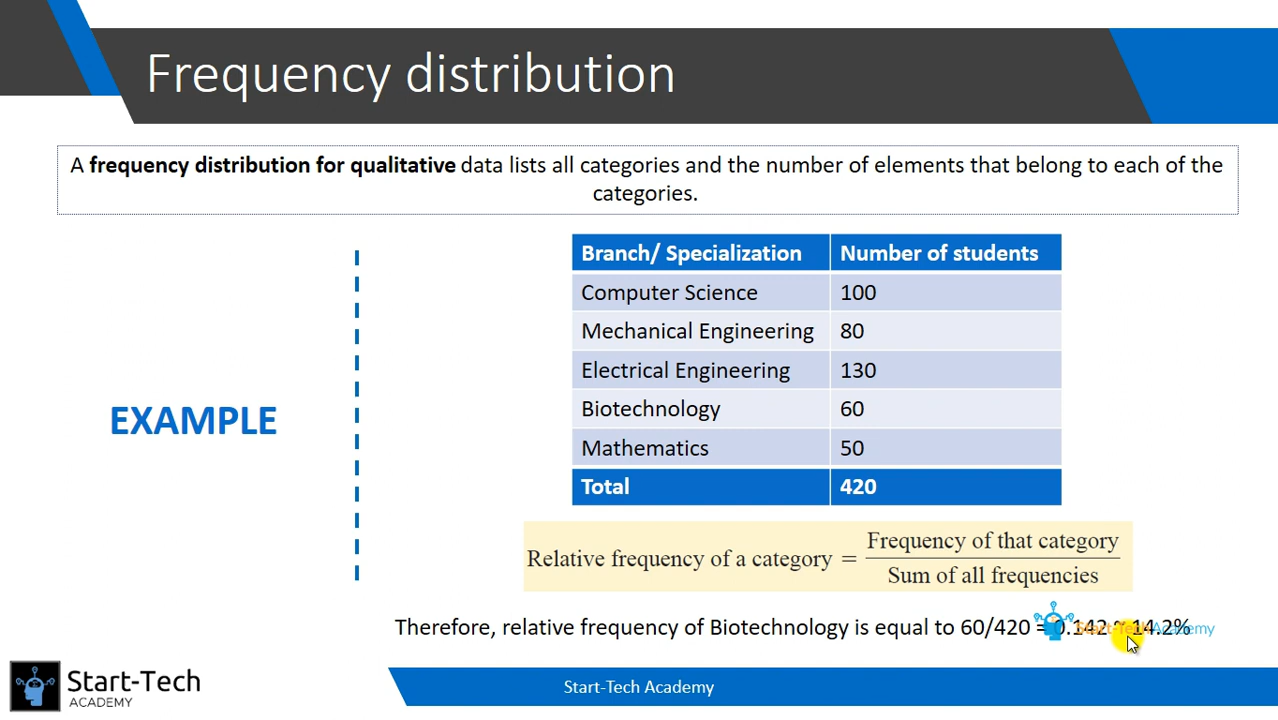 Frequency distribution
A frequency distribution for qualitative data lists all categories and the number of elements that belong to each of the
categories.
Branch/ Specialization Number of students
Computer Science 100
Mechanical Engineering 80
Electrical Engineering 130
EXAMPLE
Biotechnology 60
Mathematics 50
Total 420
Relative frequency of a category = Frequency of that category / Sum of all frequencies
Therefore, relative frequency of Biotechnology is equal to 60/420 = 0.142 ≈ 14.2%
Start-Tech Academy
Start-Tech
ACADEMY
Start-Tech Academy